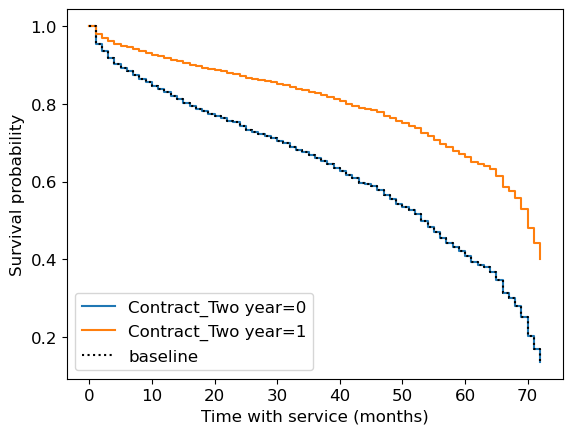 1.0
0.8
0.6
0.4
0.2
Survival probability
Contract_Two year=0
Contract_Two year=1
baseline
0 10 20 30 40 50 60 70
Time with service (months)